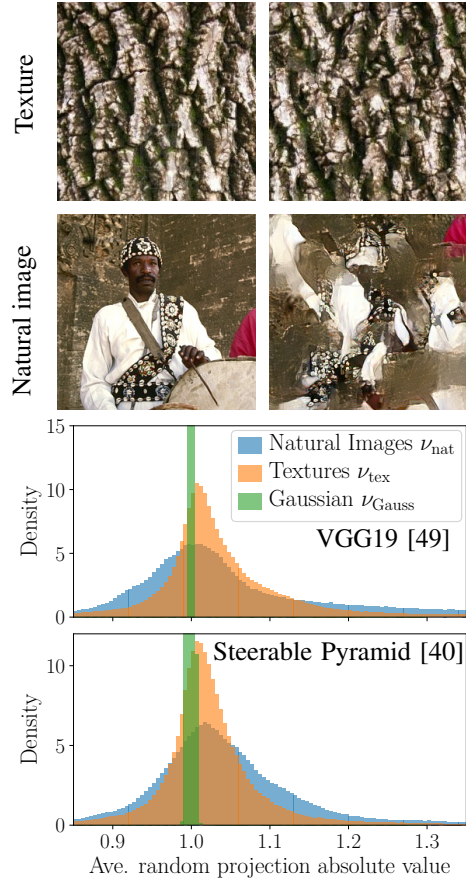 Texture
Natural image
15
10
5
0
Density
Natural Images ν_nat
Textures ν_tex
Gaussian ν_Gauss
VGG19 [49]
10
5
0
Density
Steerable Pyramid [40]
0.9 1.0 1.1 1.2 1.3
Ave. random projection absolute value